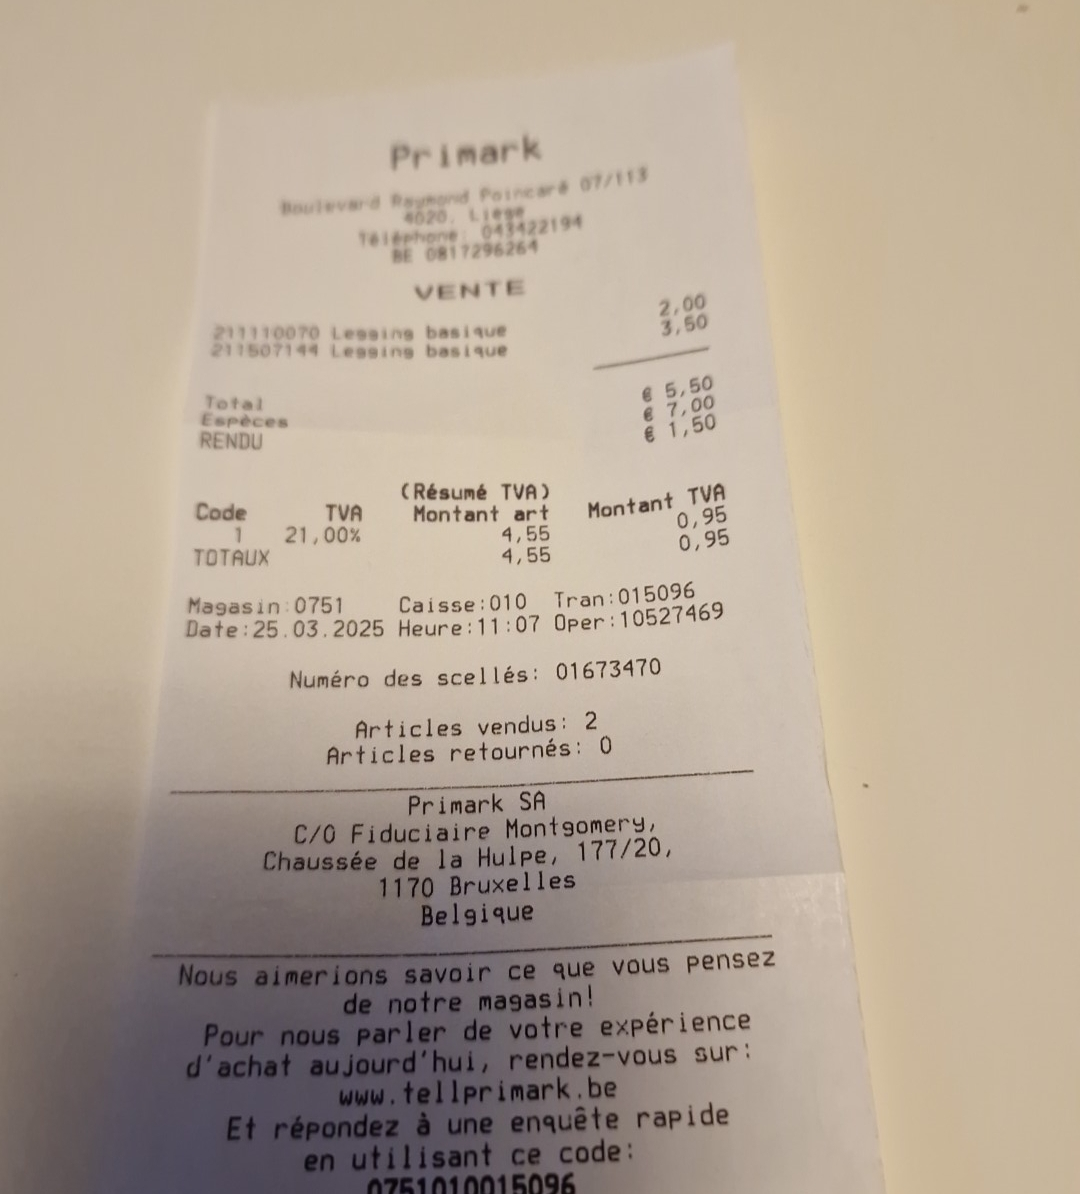 Primark
Boulevard Raymond Poincaré 07/113
4020, Liege
Téléphone: 043422194
BE 0817296264
VENTE
211110070 Legging basique 2,00
211507144 Legging basique 3,50
Total € 5,50
Espèces € 7,00
RENDU € 1,50
(Résumé TVA)
Code TVA Montant art Montant TVA
1 21,00% 4,55 0,95
TOTAUX 4,55 0,95
Magasin:0751 Caisse:010 Tran:015096
Date:25.03.2025 Heure:11:07 Oper:10527469
Numéro des scellés: 01673470
Articles vendus: 2
Articles retournés: 0
Primark SA
C/O Fiduciaire Montgomery,
Chaussée de la Hulpe, 177/20,
1170 Bruxelles
Belgique
Nous aimerions savoir ce que vous pensez
de notre magasin!
Pour nous parler de votre expérience
d'achat aujourd'hui, rendez-vous sur:
www.tellprimark.be
Et répondez à une enquête rapide
en utilisant ce code:
0751010015096